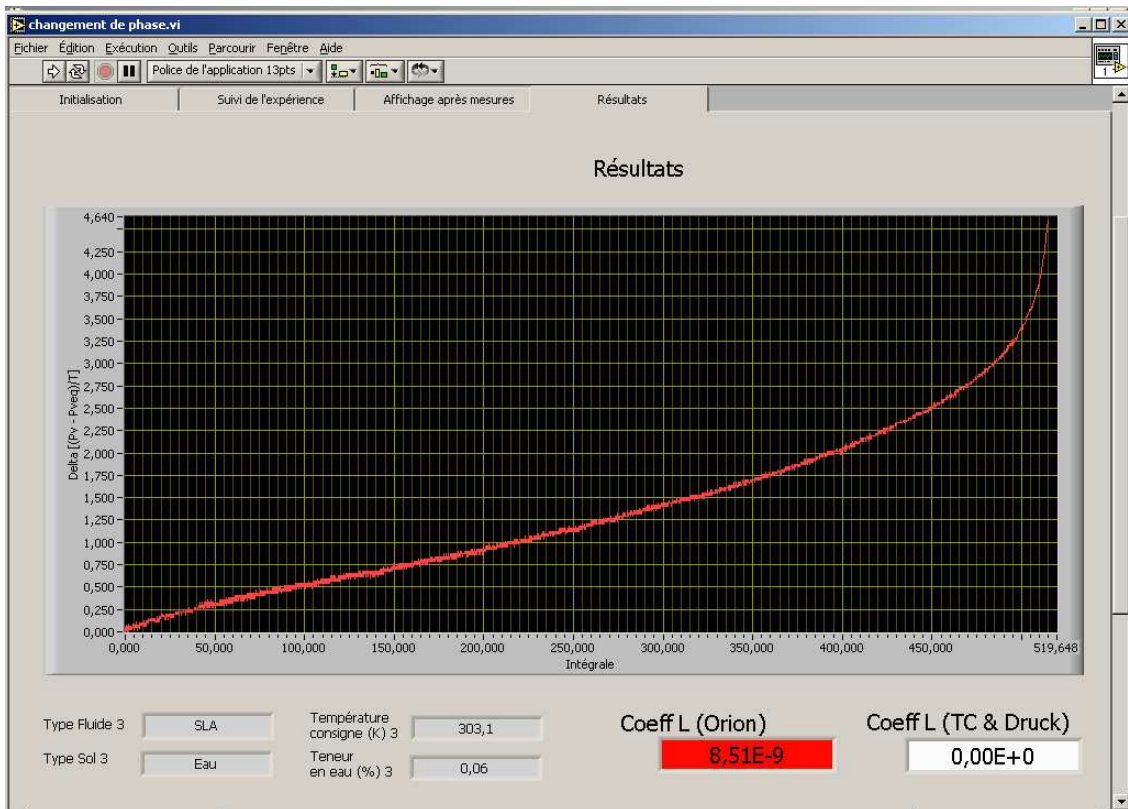 changement de phase.vi
Fichier Édition Exécution Outils Parcourir Fenêtre Aide
Police de l'application 13pts
1
Initialisation Suivi de l'expérience Affichage après mesures Résultats
Résultats
4,640
4,250
4,000
3,750
3,500
3,250
3,000
2,750
2,500
2,250
2,000
1,750
1,500
1,250
1,000
0,750
0,500
0,250
0,000
Delta [(Pv - Pveq)/T]
0,000 50,000 100,000 150,000 200,000 250,000 300,000 350,000 400,000 450,000 519,648
Intégrale
Type Fluide 3 SLA
Type Sol 3 Eau
Température
consigne (K) 3 303,1
Teneur
en eau (%) 3 0,06
Coeff L (Orion)
8,51E-9
Coeff L (TC & Druck)
0,00E+0